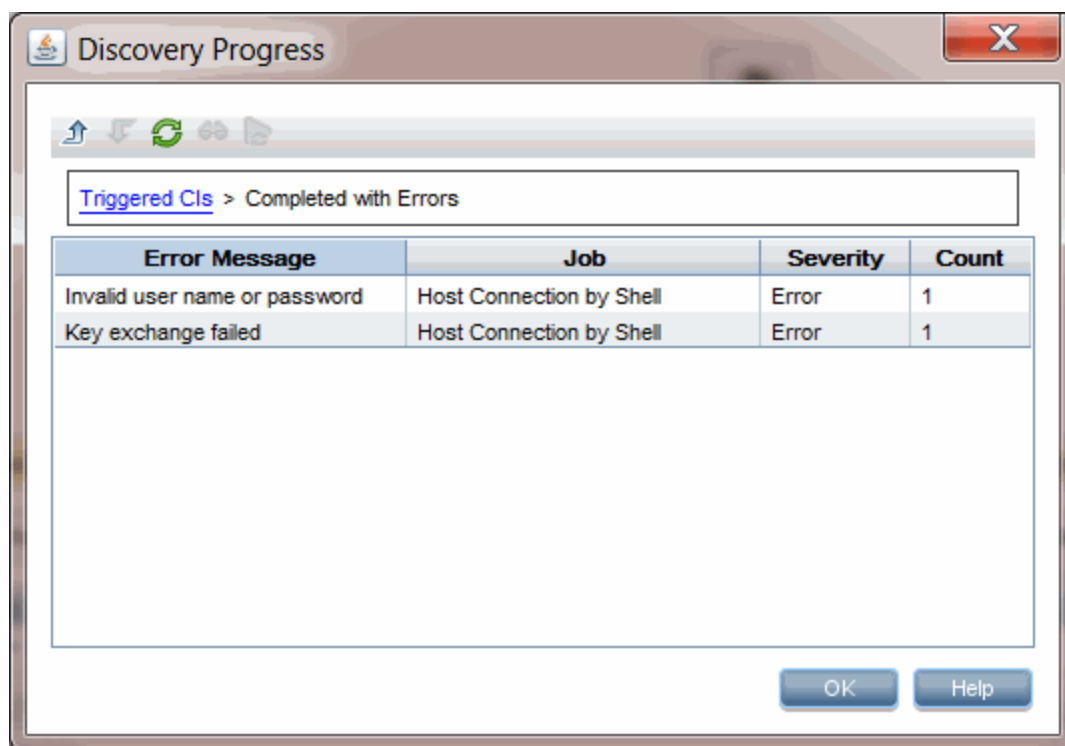 Discovery Progress
Triggered CIs > Completed with Errors
Error Message Job Severity Count
Invalid user name or password Host Connection by Shell Error 1
Key exchange failed Host Connection by Shell Error 1
OK Help